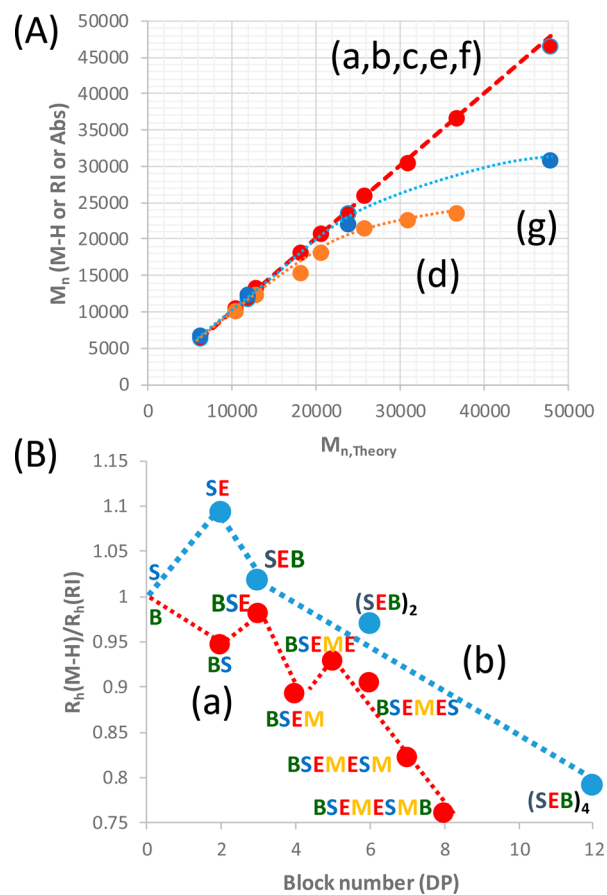 (A)
50000
45000
40000
35000
30000
25000
20000
15000
10000
5000
0
Mn (M-H or RI or Abs)
(a,b,c,e,f)
(g)
(d)
0 10000 20000 30000 40000 50000
Mn,Theory
(B)
1.15
1.1
1.05
1
0.95
0.9
0.85
0.8
0.75
Rh(M-H)/Rh(RI)
SE
S
SEB
B
BSE
(SEB)2
BS
BSEME
(b)
(a)
BSEM
BSEMES
BSEMESM
BSEMESMB
(SEB)4
0 2 4 6 8 10 12
Block number (DP)